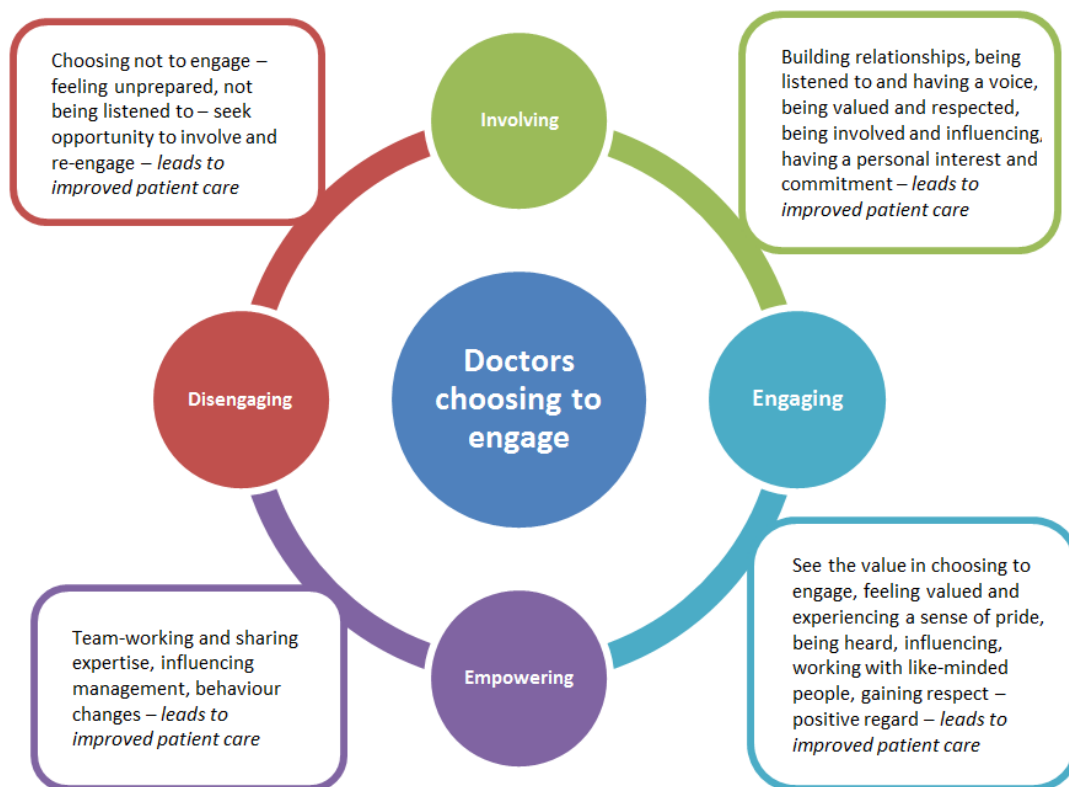 Choosing not to engage –
feeling unprepared, not
being listened to – seek
opportunity to involve and
re-engage – leads to
improved patient care
Involving
Building relationships, being
listened to and having a voice,
being valued and respected,
being involved and influencing,
having a personal interest and
commitment – leads to
improved patient care
Disengaging
Doctors
choosing to
engage
Engaging
Team-working and sharing
expertise, influencing
management, behaviour
changes – leads to
improved patient care
Empowering
See the value in choosing to
engage, feeling valued and
experiencing a sense of pride,
being heard, influencing,
working with like-minded
people, gaining respect –
positive regard – leads to
improved patient care